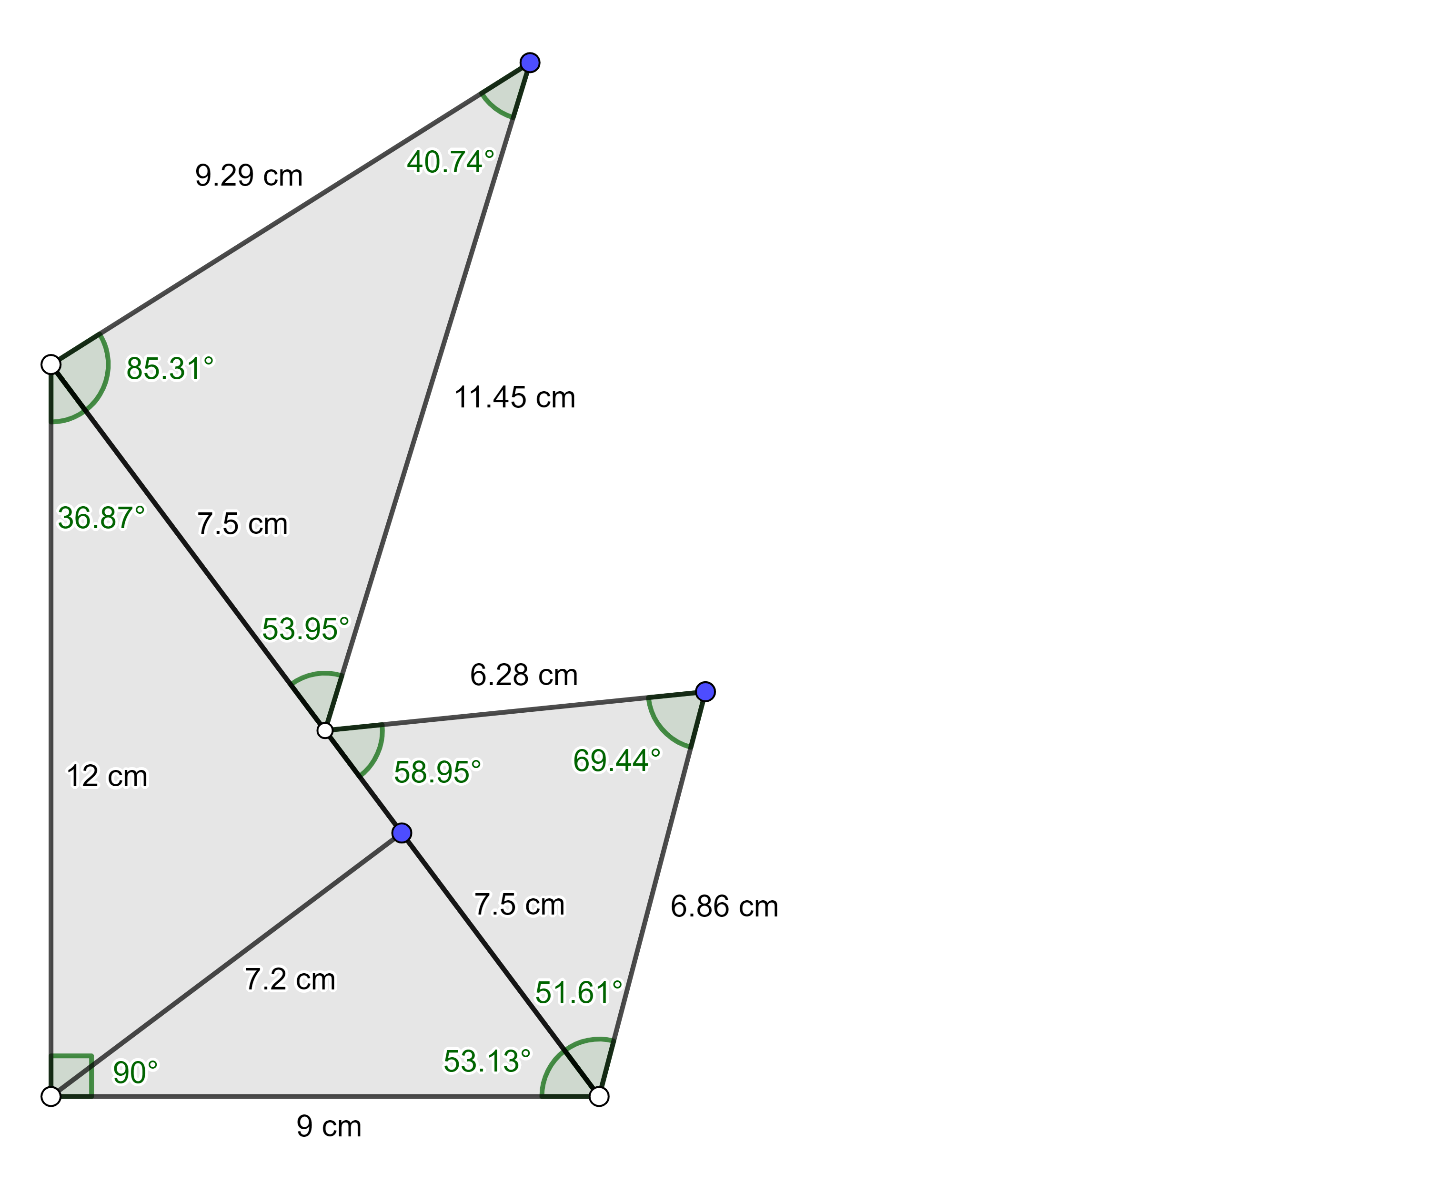 40.74°
9.29 cm
85.31°
11.45 cm
36.87°
7.5 cm
53.95°
6.28 cm
69.44°
58.95°
12 cm
7.5 cm
6.86 cm
7.2 cm
51.61°
53.13°
90°
9 cm